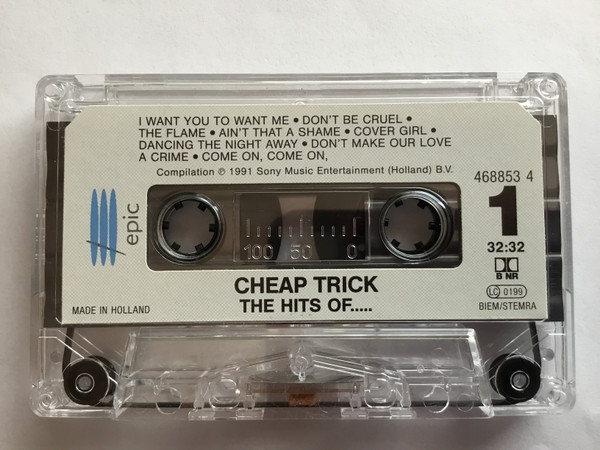 I WANT YOU TO WANT ME • DON'T BE CRUEL •
THE FLAME • AIN'T THAT A SHAME • COVER GIRL •
DANCING THE NIGHT AWAY • DON'T MAKE OUR LOVE
A CRIME • COME ON, COME ON,
Compilation ℗ 1991 Sony Music Entertainment (Holland) B.V.
468853 4
1
epic
100 50 0
32:32
B NR
LC 0199
BIEM/STEMRA
CHEAP TRICK
THE HITS OF.....
MADE IN HOLLAND